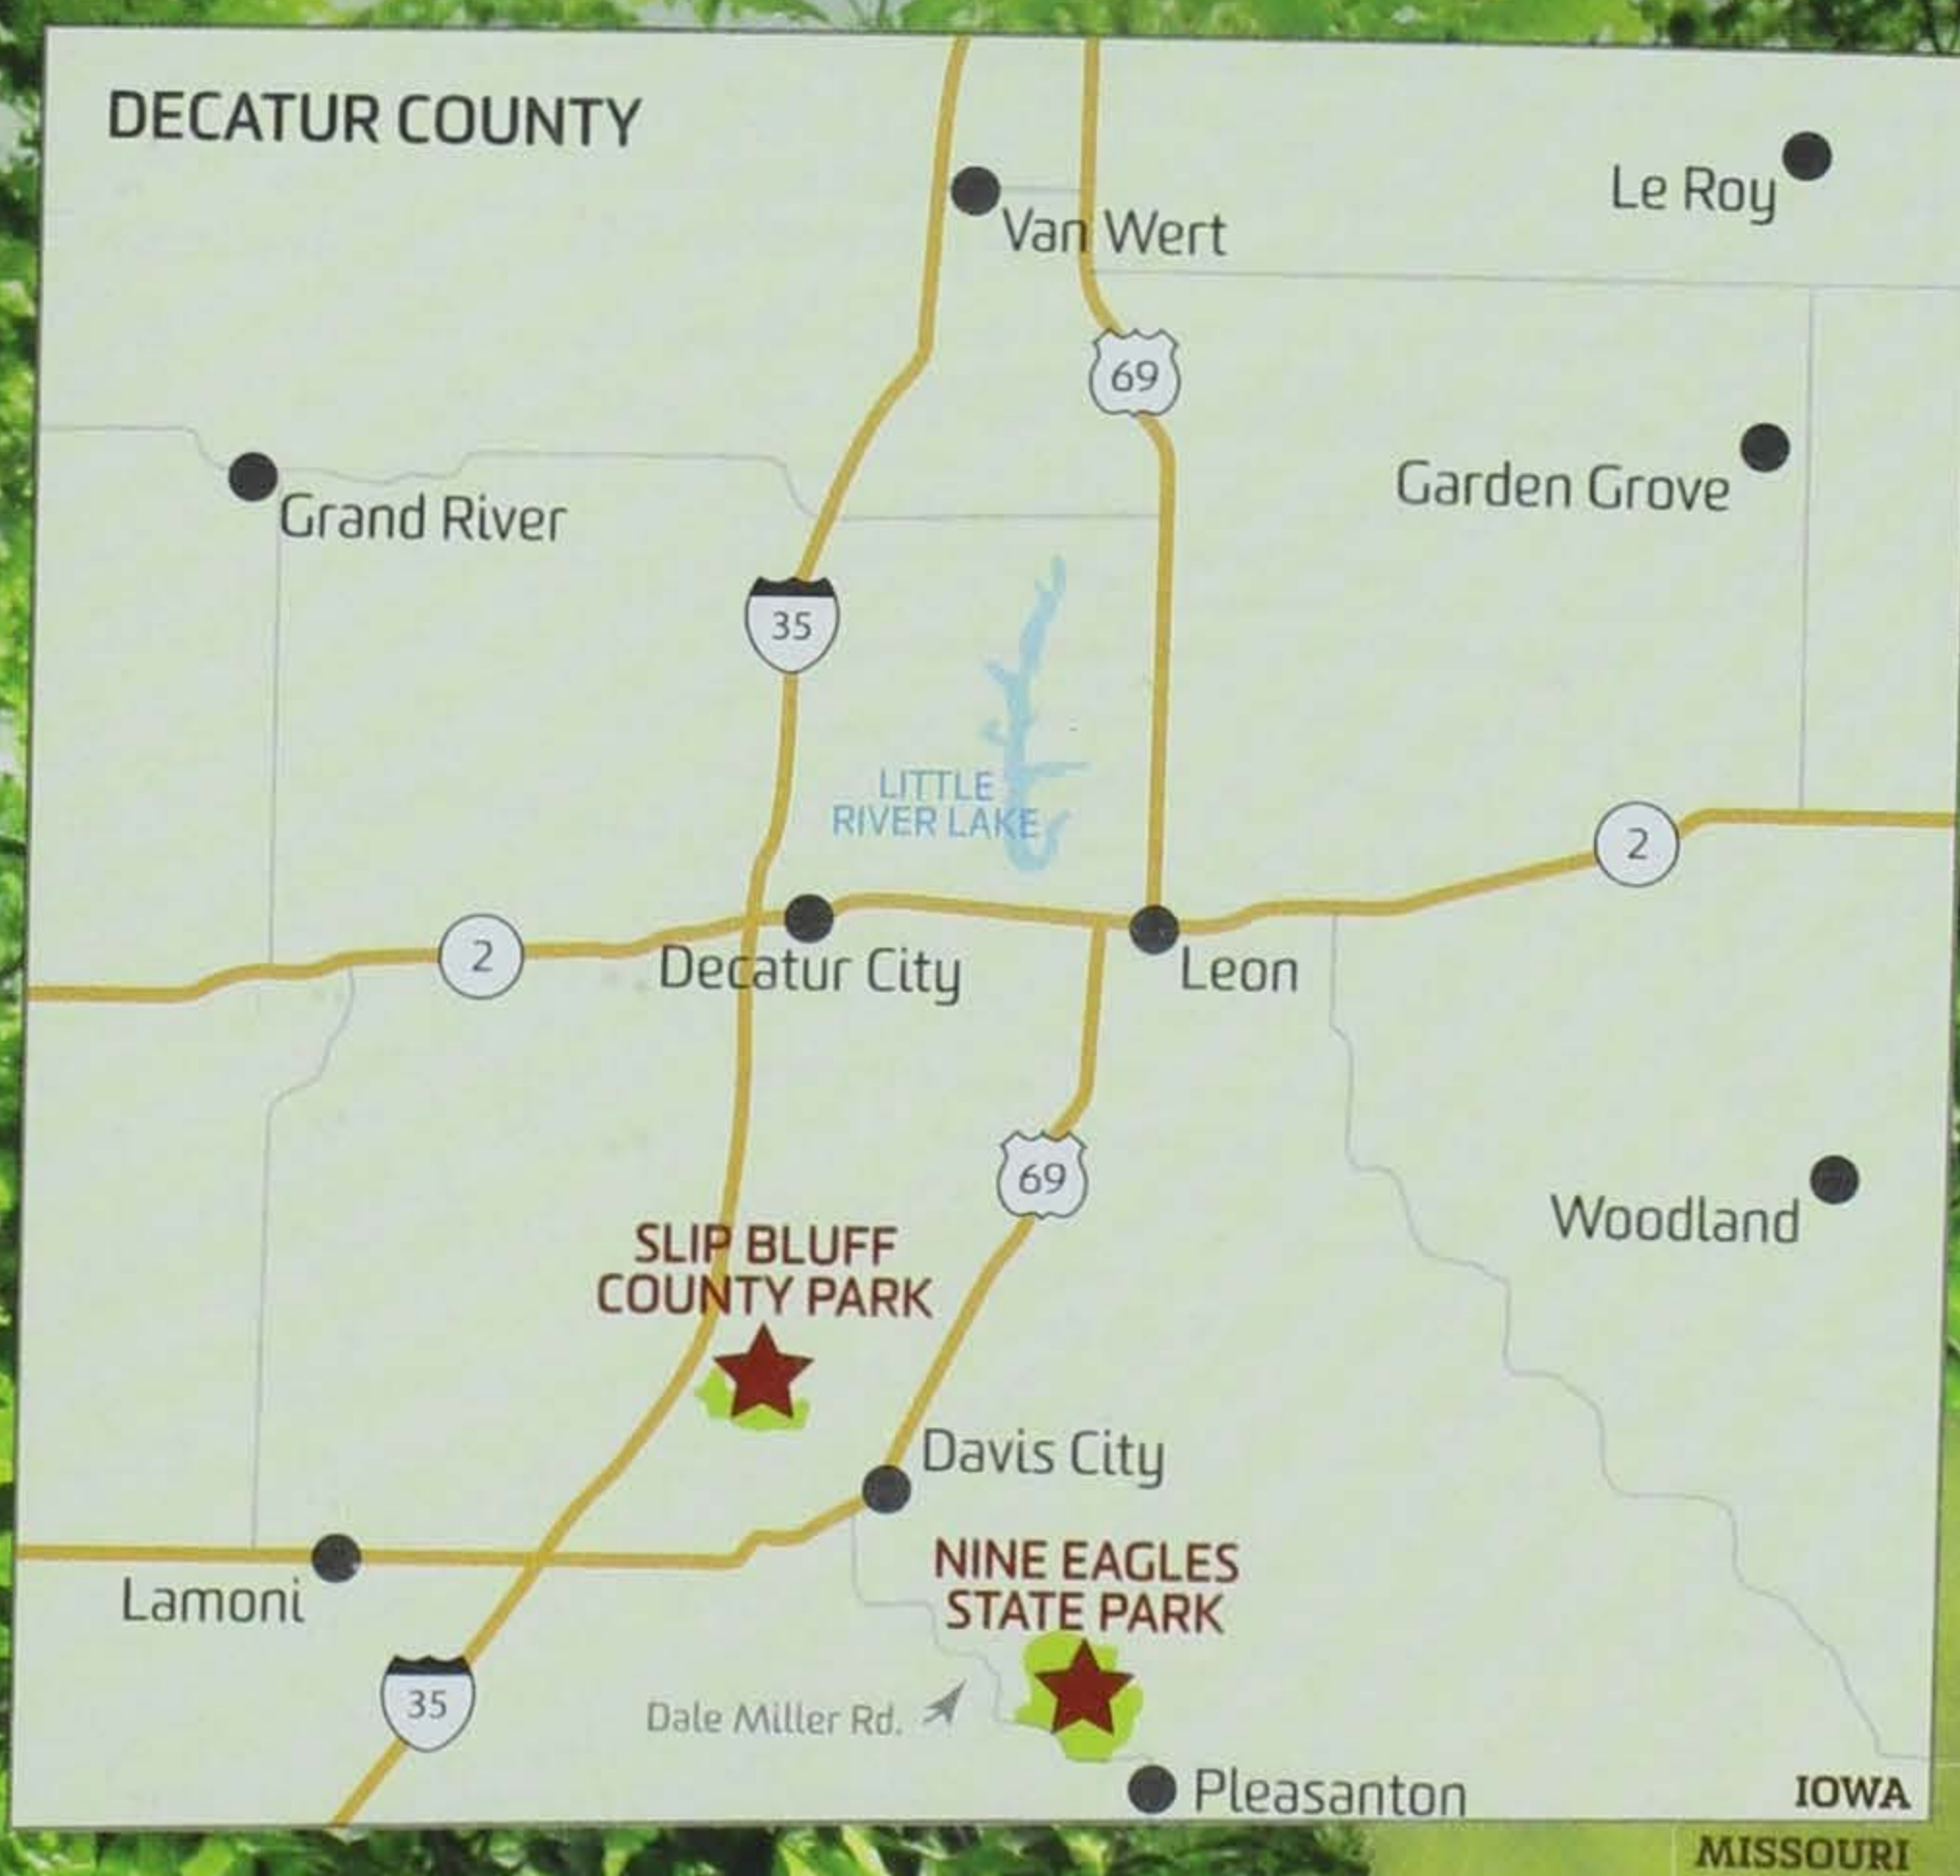 DECATUR COUNTY
Le Roy
Van Wert
69
Garden Grove
Grand River
35
LITTLE
RIVER LAKE
2
2
Decatur City
Leon
69
Woodland
SLIP BLUFF
COUNTY PARK
Davis City
NINE EAGLES
STATE PARK
Lamoni
35
Dale Miller Rd.
Pleasanton
IOWA
MISSOURI